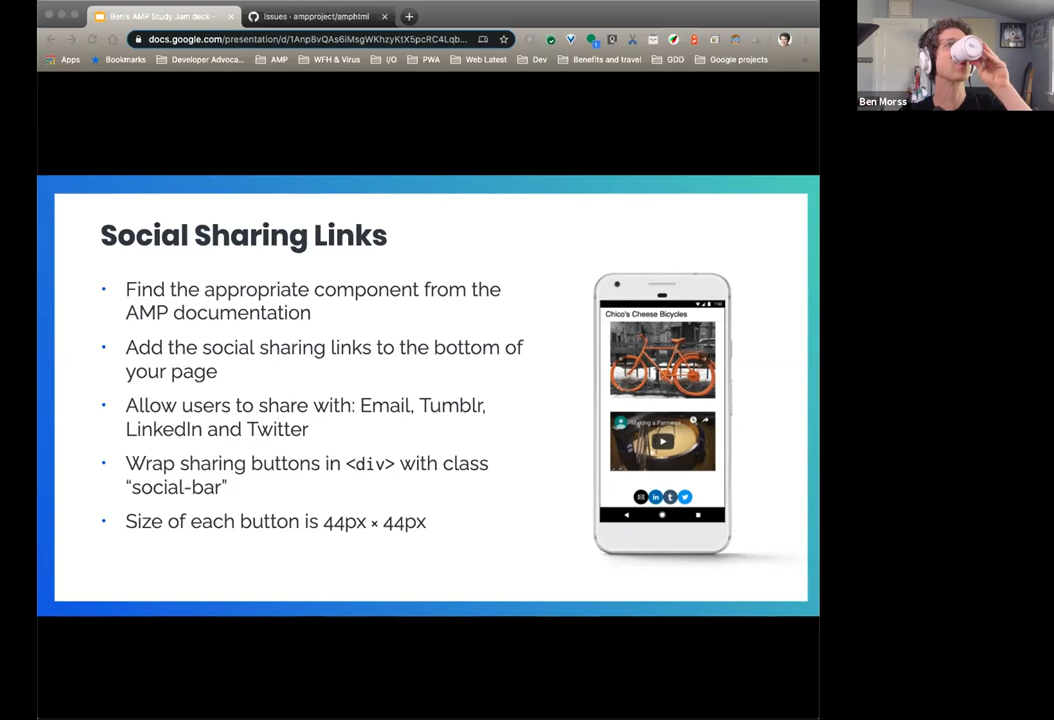 Ben's AMP Study Jam deck -
Issues · ampproject/amphtml
docs.google.com/presentation/d/1Anp8vQAs6iMsgWKhzyKtX5pcRC4Lqb...
Apps
Bookmarks
Developer Advoca...
AMP
WFH & Virus
I/O
PWA
Web Latest
Dev
Benefits and travel
GDD
Google projects
Ben Morss
Social Sharing Links
• Find the appropriate component from the
AMP documentation
• Add the social sharing links to the bottom of
your page
• Allow users to share with: Email, Tumblr,
LinkedIn and Twitter
• Wrap sharing buttons in <div> with class
“social-bar”
• Size of each button is 44px × 44px
Chico's Cheese Bicycles
Making a Parmesa...